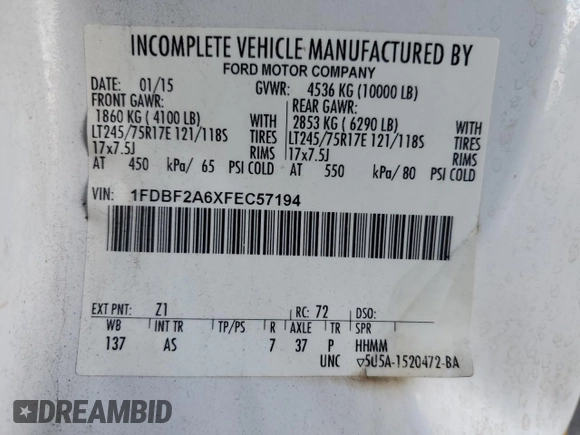 INCOMPLETE VEHICLE MANUFACTURED BY
FORD MOTOR COMPANY
DATE: 01/15 GVWR: 4536 KG (10000 LB)
FRONT GAWR: REAR GAWR:
1860 KG ( 4100 LB) WITH 2853 KG ( 6290 LB) WITH
LT245/75R17E 121/118S TIRES LT245/75R17E 121/118S TIRES
17x7.5J RIMS 17x7.5J RIMS
AT 450 kPa/ 65 PSI COLD AT 550 kPa/ 80 PSI COLD
VIN: 1FDBF2A6XFEC57194
EXT PNT: Z1 RC: 72 DSO:
WB INT TR TP/PS R AXLE TR SPR
137 AS 7 37 P HHMM
UNC ▽5U5A-1520472-BA
DREAMBID